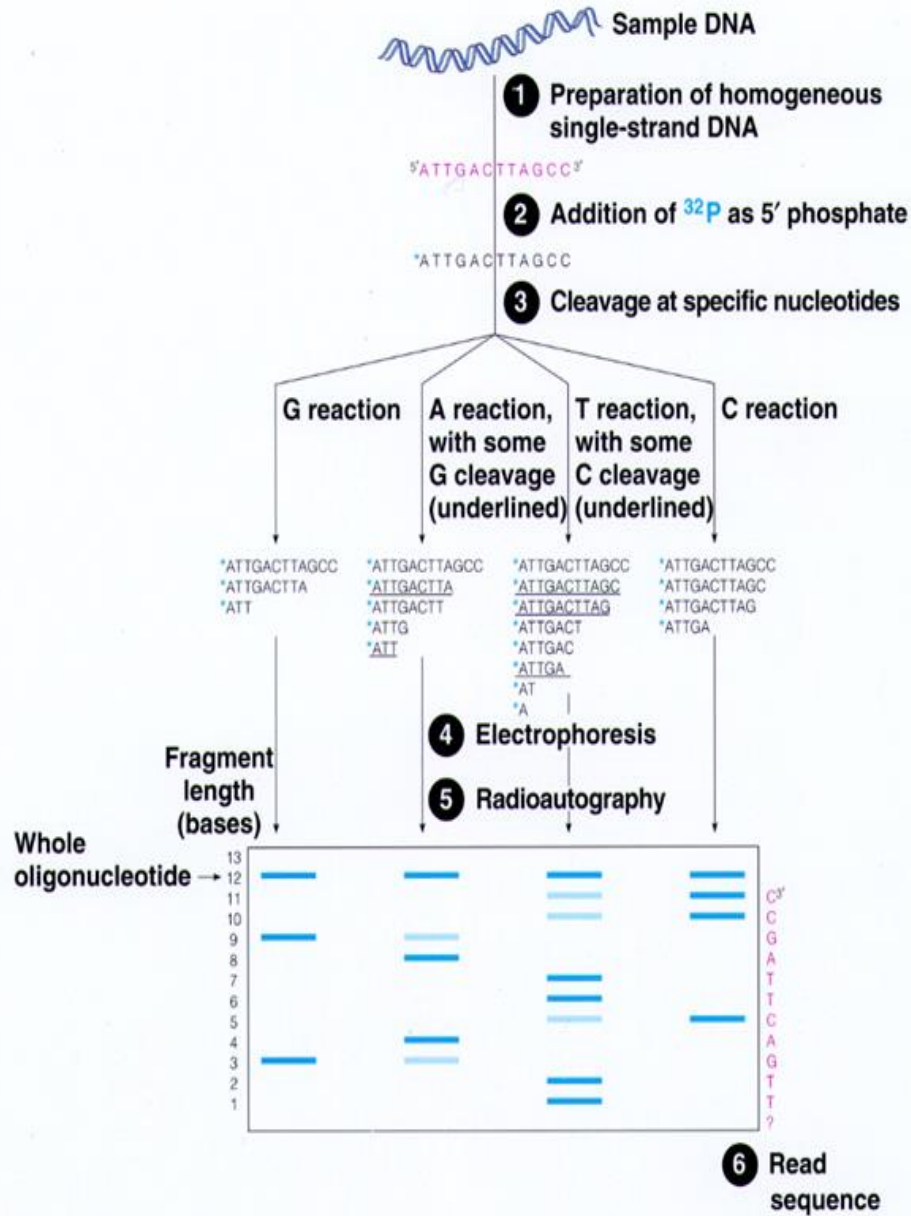 Sample DNA
1 Preparation of homogeneous
single-strand DNA
5'ATTGACTTAGCC3'
2 Addition of 32P as 5′ phosphate
*ATTGACTTAGCC
3 Cleavage at specific nucleotides
G reaction
A reaction,
with some
G cleavage
(underlined)
T reaction,
with some
C cleavage
(underlined)
C reaction
*ATTGACTTAGCC
*ATTGACTTA
*ATT
*ATTGACTTAGCC
*ATTGACTTA
*ATTGACTT
*ATTG
*ATT
*ATTGACTTAGCC
*ATTGACTTAGC
*ATTGACTTAG
*ATTGACT
*ATTGAC
*ATTGA
*AT
*A
*ATTGACTTAGCC
*ATTGACTTAGC
*ATTGACTTAG
*ATTGA
4 Electrophoresis
5 Radioautography
Fragment
length
(bases)
Whole
oligonucleotide
13
12
11
10
9
8
7
6
5
4
3
2
1
C3'
C
G
A
T
T
C
A
G
T
T
?
6 Read
sequence